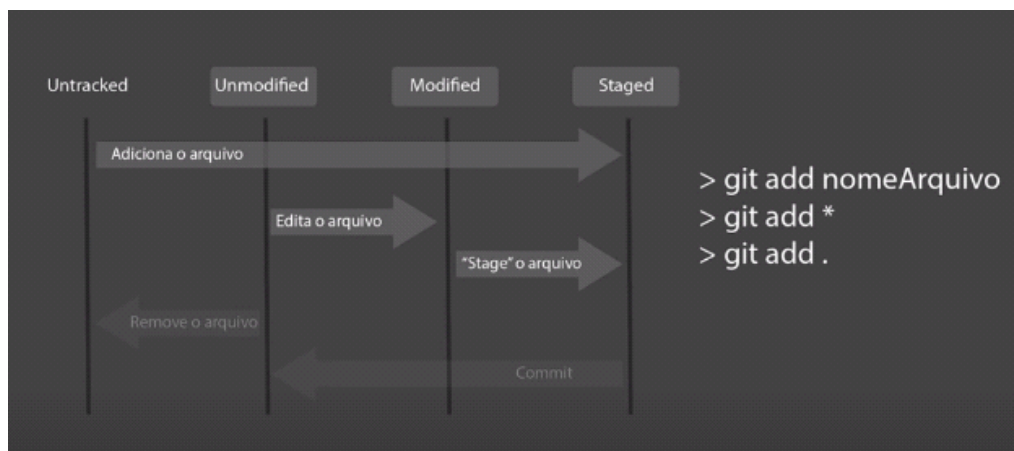 Untracked
Unmodified
Modified
Staged
Adiciona o arquivo
Edita o arquivo
"Stage" o arquivo
Remove o arquivo
Commit
> git add nomeArquivo
> git add *
> git add .